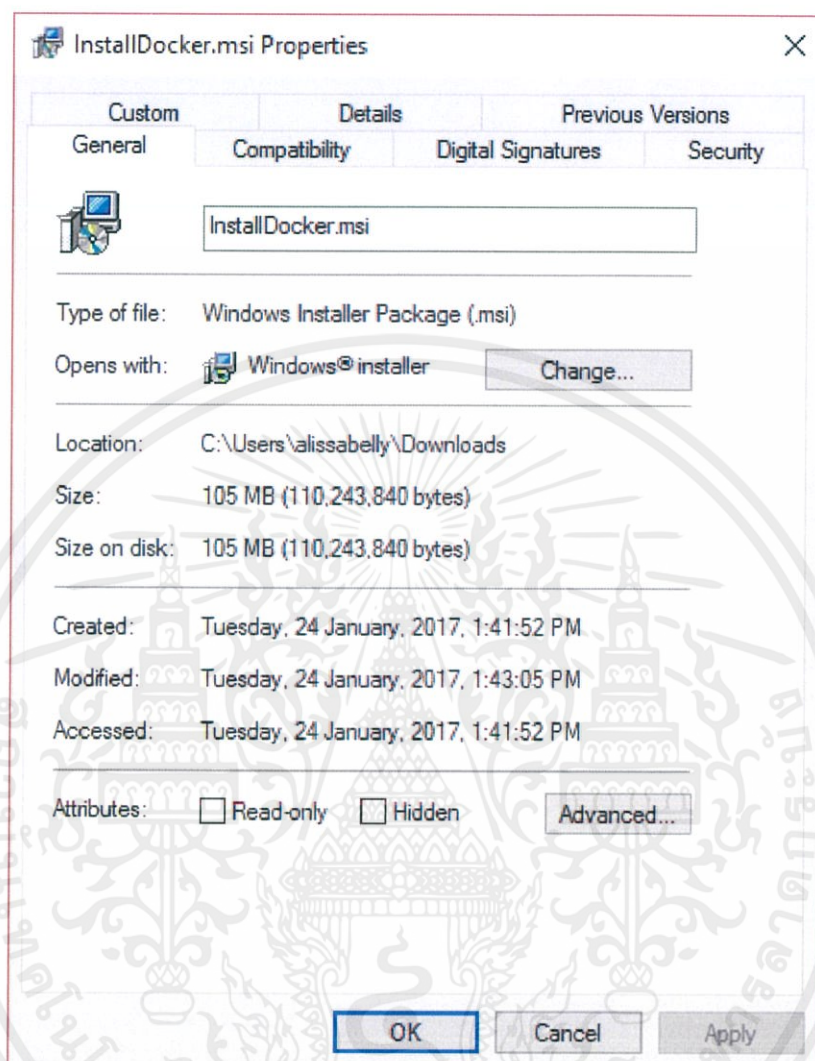 InstallDocker.msi Properties
Custom Details Previous Versions
General Compatibility Digital Signatures Security
InstallDocker.msi
Type of file: Windows Installer Package (.msi)
Opens with: Windows® installer Change...
Location: C:\Users\alissabelly\Downloads
Size: 105 MB (110,243,840 bytes)
Size on disk: 105 MB (110,243,840 bytes)
Created: Tuesday, 24 January, 2017, 1:41:52 PM
Modified: Tuesday, 24 January, 2017, 1:43:05 PM
Accessed: Tuesday, 24 January, 2017, 1:41:52 PM
Attributes: Read-only Hidden Advanced...
OK Cancel Apply